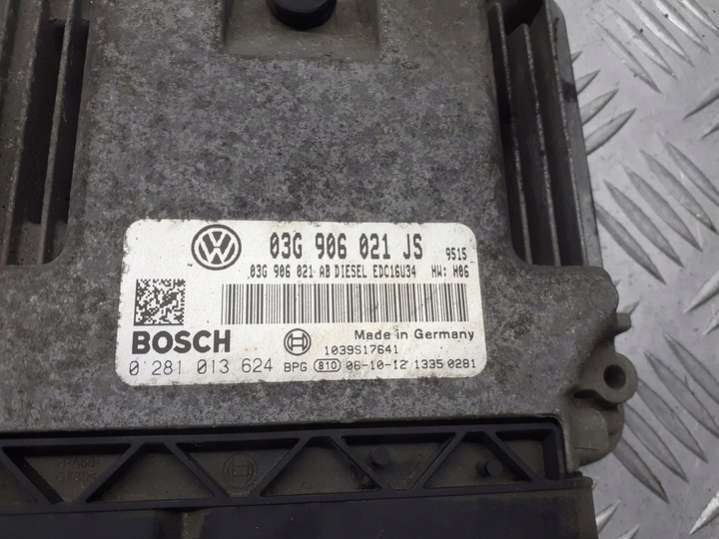 03G 906 021 JS 9515
03G 906 021 AB DIESEL EDC16U34 HW: H06
BOSCH Made in Germany
1039S17641
0 281 013 624 BPG 810 06-10-12 1335 0281